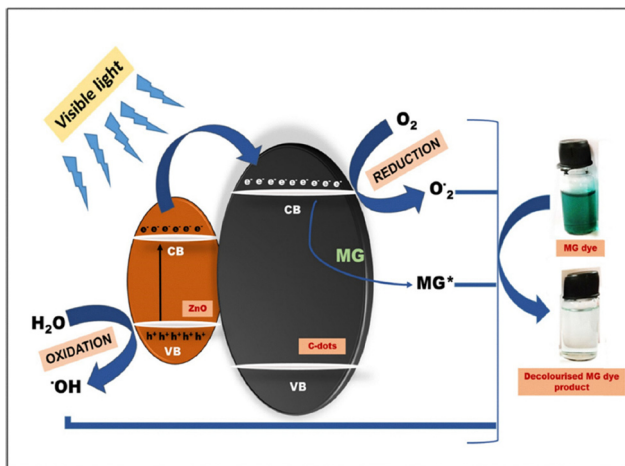 Visible light
O₂
REDUCTION
O˙₂
e⁻ e⁻ e⁻ e⁻ e⁻ e⁻ e⁻ e⁻
CB
e⁻ e⁻ e⁻ e⁻ e⁻ e⁻
CB
MG
MG*
MG dye
ZnO
H₂O
h⁺ h⁺ h⁺ h⁺ h⁺
VB
OXIDATION
C-dots
VB
˙OH
Decolourised MG dye
product